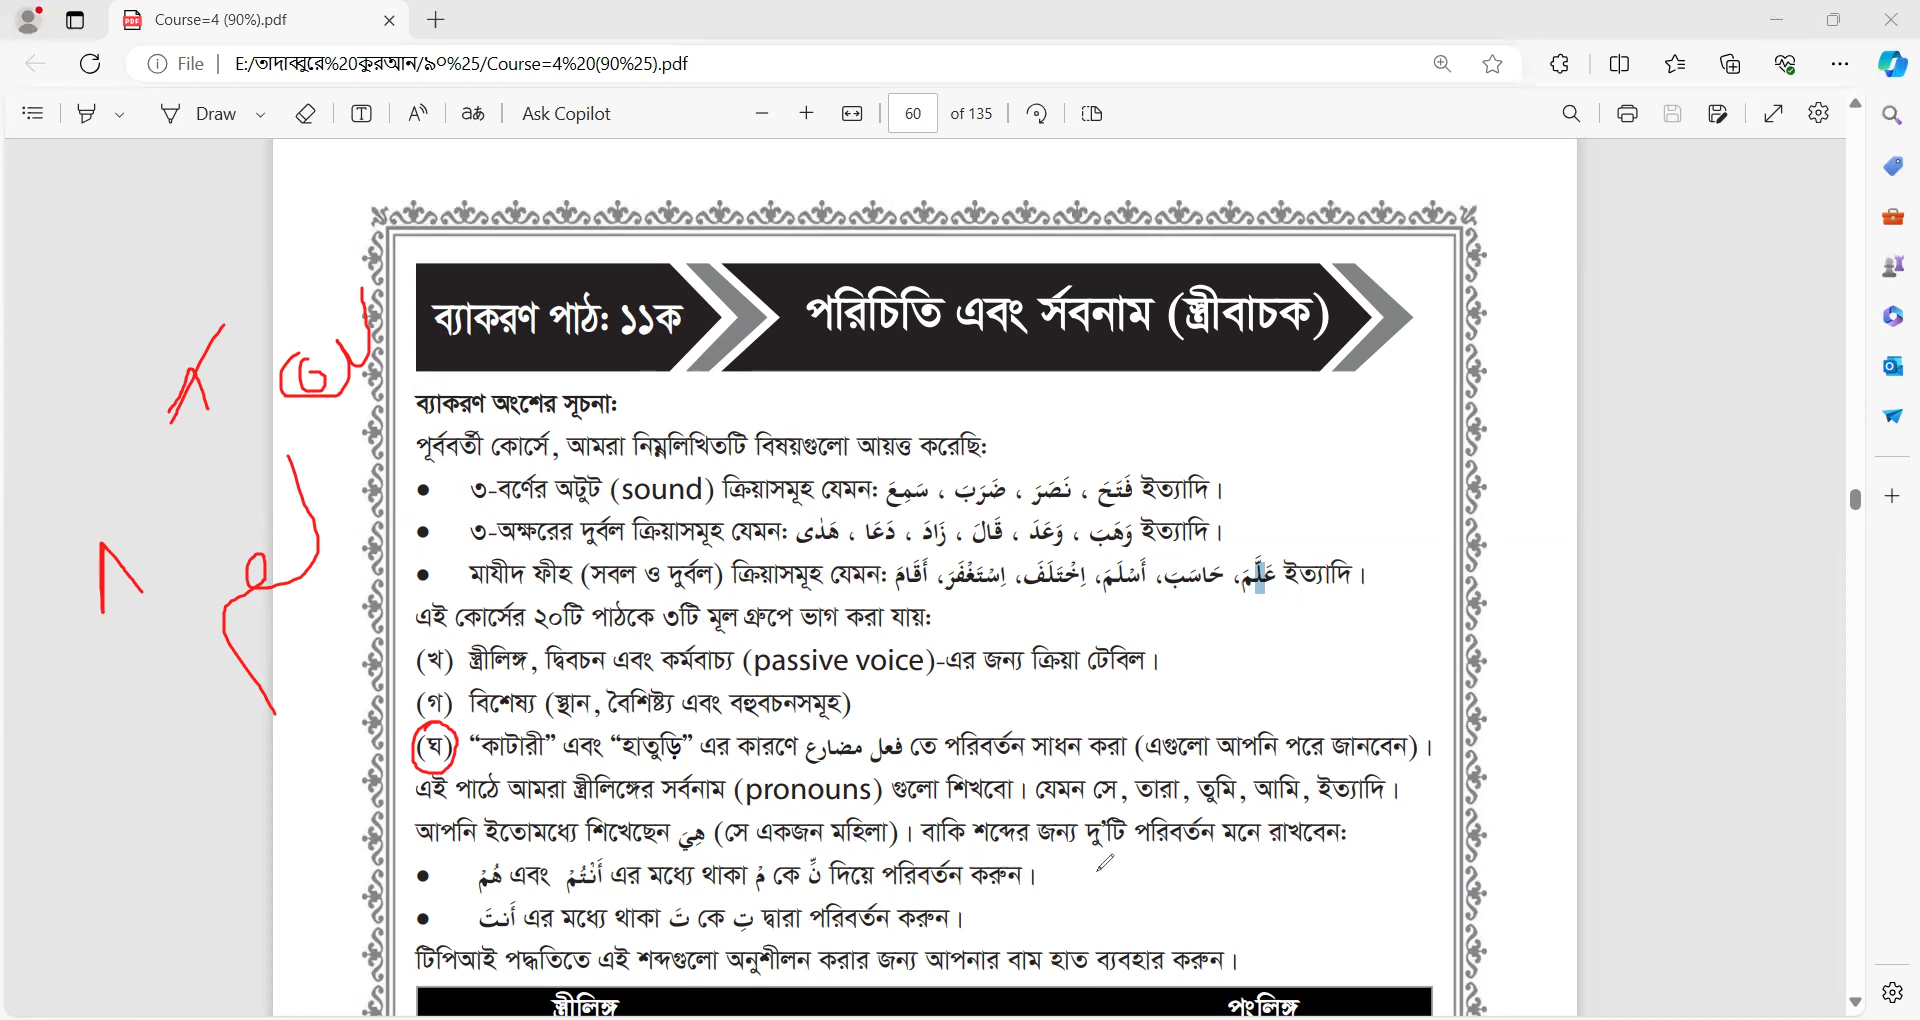 Course=4 (90%).pdf
File
E:/তাদাব্বুরে%20কুরআন/৯০%25/Course=4%20(90%25).pdf
Draw
Ask Copilot
60 of 135
ব্যাকরণ পাঠ: ১১ক
পরিচিতি এবং র্সবনাম (স্ত্রীবাচক)
ব্যাকরণ অংশের সূচনা:
পূর্ববর্তী কোর্সে, আমরা নিম্নলিখিতটি বিষয়গুলো আয়ত্ত করেছি:
● ৩-বর্ণের অটুট (sound) ক্রিয়াসমূহ যেমন: فَتَحَ ، نَصَرَ ، ضَرَبَ ، سَمِعَ ইত্যাদি।
● ৩-অক্ষরের দুর্বল ক্রিয়াসমূহ যেমন: وَهَبَ ، وَعَدَ ، قَالَ ، زَادَ ، دَعَا ، هَدٰى ইত্যাদি।
● মাযীদ ফীহ (সবল ও দুর্বল) ক্রিয়াসমূহ যেমন: عَلَّمَ، حَاسَبَ، أَسْلَمَ، اِخْتَلَفَ، اِسْتَغْفَرَ، أَقَامَ ইত্যাদি।
এই কোর্সের ২০টি পাঠকে ৩টি মূল গ্রুপে ভাগ করা যায়:
(খ) স্ত্রীলিঙ্গ, দ্বিবচন এবং কর্মবাচ্য (passive voice)-এর জন্য ক্রিয়া টেবিল।
(গ) বিশেষ্য (স্থান, বৈশিষ্ট্য এবং বহুবচনসমূহ)
(ঘ) “কাটারী” এবং “হাতুড়ি” এর কারণে فعل مضارع তে পরিবর্তন সাধন করা (এগুলো আপনি পরে জানবেন)।
এই পাঠে আমরা স্ত্রীলিঙ্গের সর্বনাম (pronouns) গুলো শিখবো। যেমন সে, তারা, তুমি, আমি, ইত্যাদি।
আপনি ইতোমধ্যে শিখেছেন هِيَ (সে একজন মহিলা)। বাকি শব্দের জন্য দু’টি পরিবর্তন মনে রাখবেন:
● هُمْ এবং أَنْتُمْ এর মধ্যে থাকা مْ কে نَّ দিয়ে পরিবর্তন করুন।
● أَنتَ এর মধ্যে থাকা تَ কে تِ দ্বারা পরিবর্তন করুন।
টিপিআই পদ্ধতিতে এই শব্দগুলো অনুশীলন করার জন্য আপনার বাম হাত ব্যবহার করুন।
স্ত্রীলিঙ্গ পুংলিঙ্গ